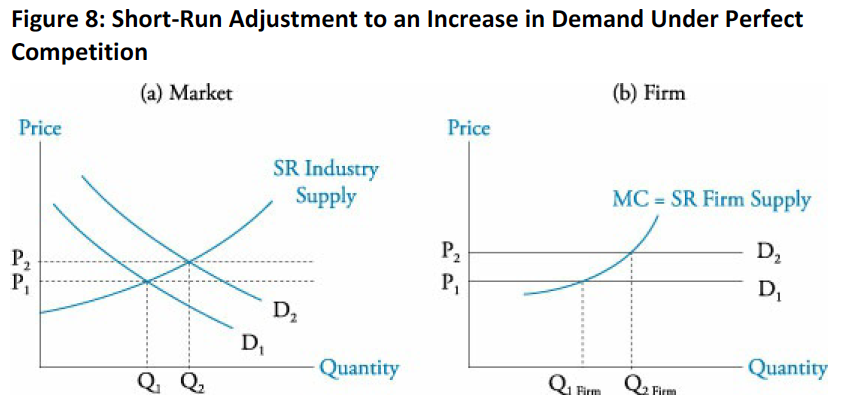 Figure 8: Short-Run Adjustment to an Increase in Demand Under Perfect
Competition
(a) Market
Price
SR Industry
Supply
P₂
P₁
D₂
D₁
Quantity
Q₁ Q₂
(b) Firm
Price
MC = SR Firm Supply
P₂
D₂
P₁
D₁
Quantity
Q₁ Firm Q₂ Firm